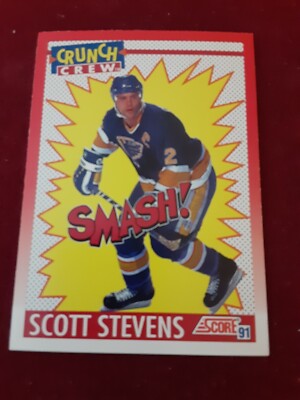 CRUNCH
CREW
2
SMASH!
SCOTT STEVENS
SCORE 91